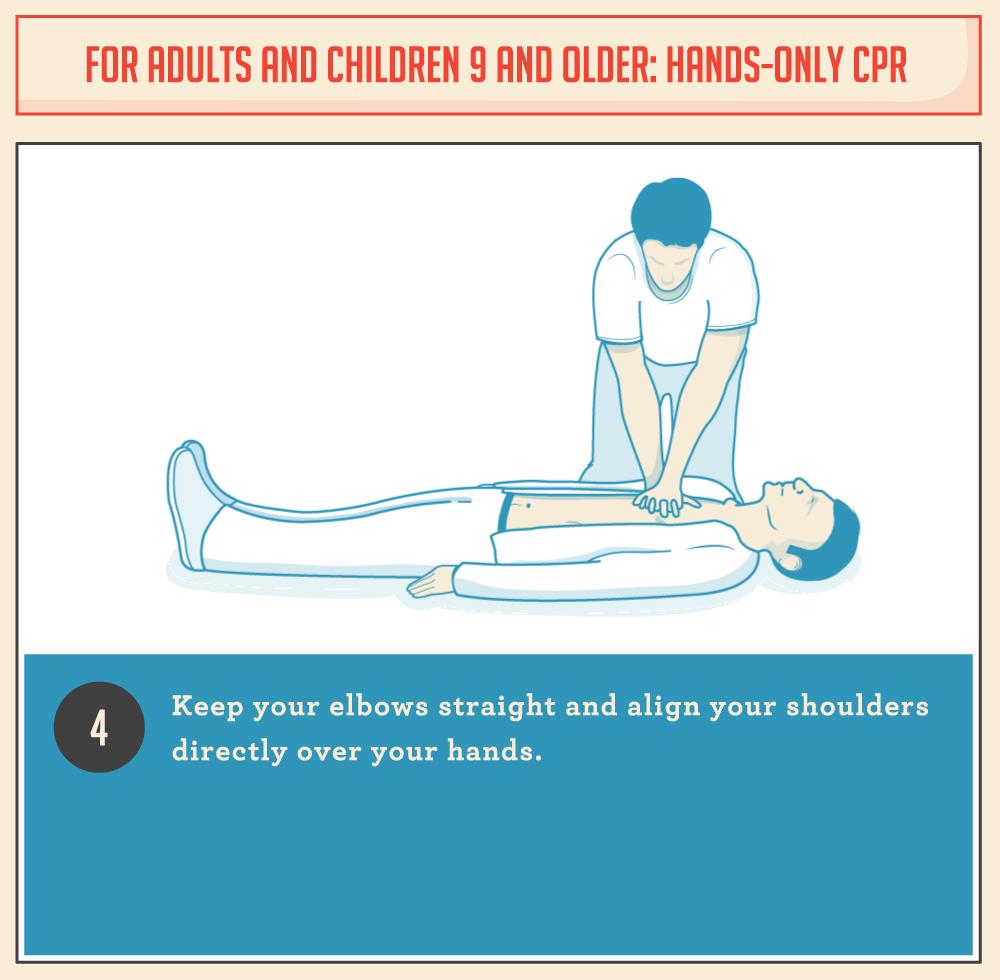 FOR ADULTS AND CHILDREN 9 AND OLDER: HANDS-ONLY CPR
4
Keep your elbows straight and align your shoulders
directly over your hands.